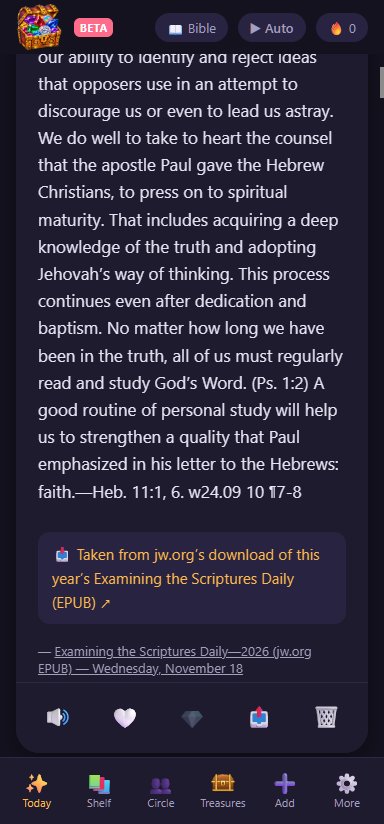 BETA
Bible
Auto
0
our ability to identify and reject ideas
that opposers use in an attempt to
discourage us or even to lead us astray.
We do well to take to heart the counsel
that the apostle Paul gave the Hebrew
Christians, to press on to spiritual
maturity. That includes acquiring a deep
knowledge of the truth and adopting
Jehovah’s way of thinking. This process
continues even after dedication and
baptism. No matter how long we have
been in the truth, all of us must regularly
read and study God’s Word. (Ps. 1:2) A
good routine of personal study will help
us to strengthen a quality that Paul
emphasized in his letter to the Hebrews:
faith.—Heb. 11:1, 6. w24.09 10 ¶7-8
Taken from jw.org’s download of this
year’s Examining the Scriptures Daily
(EPUB) ↗
— Examining the Scriptures Daily—2026 (jw.org
EPUB) — Wednesday, November 18
Today
Shelf
Circle
Treasures
Add
More